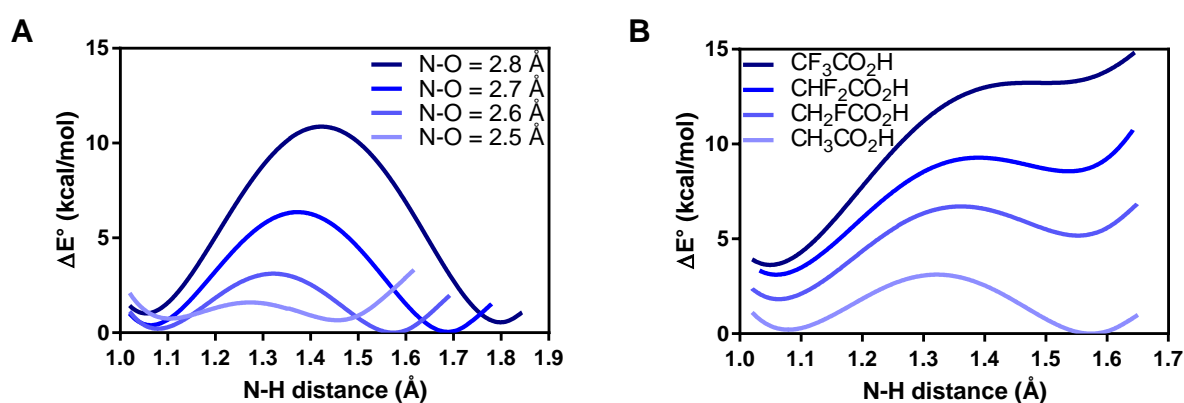 A
15
10
5
0
ΔE° (kcal/mol)
1.0 1.1 1.2 1.3 1.4 1.5 1.6 1.7 1.8 1.9
N-H distance (Å)
N-O = 2.8 Å
N-O = 2.7 Å
N-O = 2.6 Å
N-O = 2.5 Å
B
15
10
5
0
ΔE° (kcal/mol)
1.0 1.1 1.2 1.3 1.4 1.5 1.6 1.7
N-H distance (Å)
CF₃CO₂H
CHF₂CO₂H
CH₂FCO₂H
CH₃CO₂H